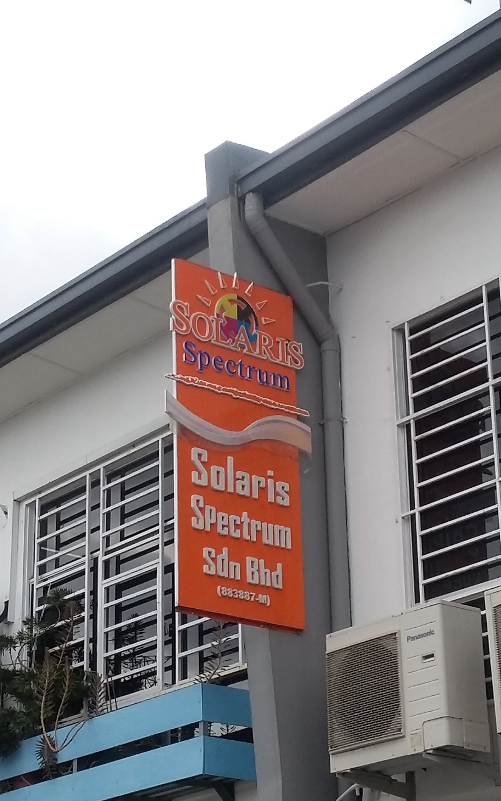 SOLARIS
Spectrum
Solaris
Spectrum
Sdn Bhd
(883887-M)
Panasonic